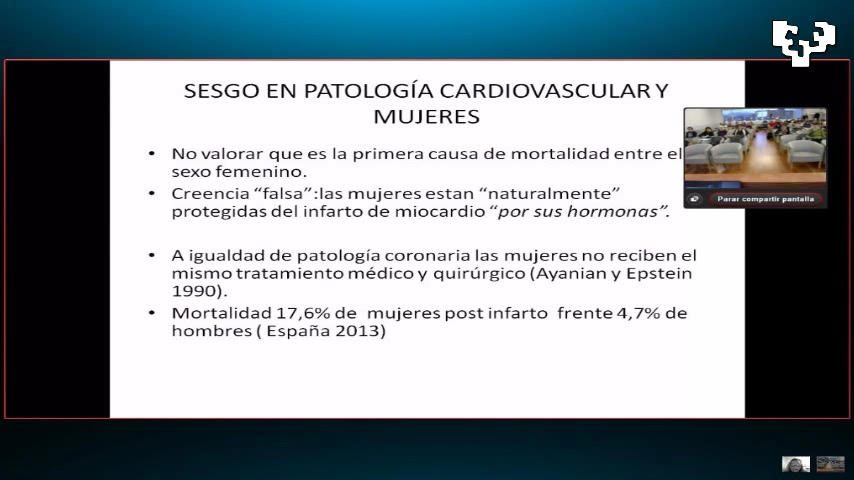 SESGO EN PATOLOGÍA CARDIOVASCULAR Y
MUJERES
• No valorar que es la primera causa de mortalidad entre el
sexo femenino.
• Creencia “falsa”:las mujeres estan “naturalmente”
protegidas del infarto de miocardio “por sus hormonas”.
• A igualdad de patología coronaria las mujeres no reciben el
mismo tratamiento médico y quirúrgico (Ayanian y Epstein
1990).
• Mortalidad 17,6% de mujeres post infarto frente 4,7% de
hombres ( España 2013)
Parar compartir pantalla